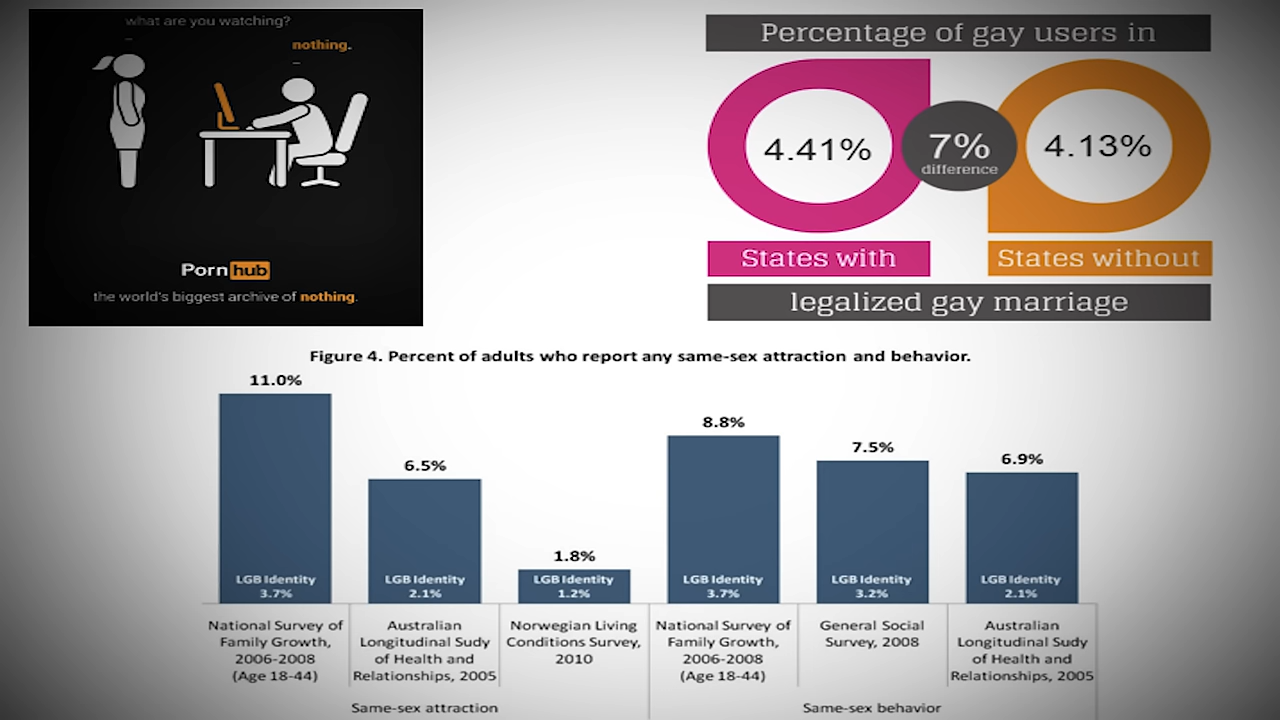 what are you watching?
nothing.
Pornhub
the world's biggest archive of nothing.
Percentage of gay users in
4.41%
7%
difference
4.13%
States with
States without
legalized gay marriage
Figure 4. Percent of adults who report any same-sex attraction and behavior.
11.0%
6.5%
1.8%
8.8%
7.5%
6.9%
LGB Identity
3.7%
LGB Identity
2.1%
LGB Identity
1.2%
LGB Identity
3.7%
LGB Identity
3.2%
LGB Identity
2.1%
National Survey of
Family Growth,
2006-2008
(Age 18-44)
Australian
Longitudinal Sudy
of Health and
Relationships, 2005
Norwegian Living
Conditions Survey,
2010
National Survey of
Family Growth,
2006-2008
(Age 18-44)
General Social
Survey, 2008
Australian
Longitudinal Sudy
of Health and
Relationships, 2005
Same-sex attraction
Same-sex behavior